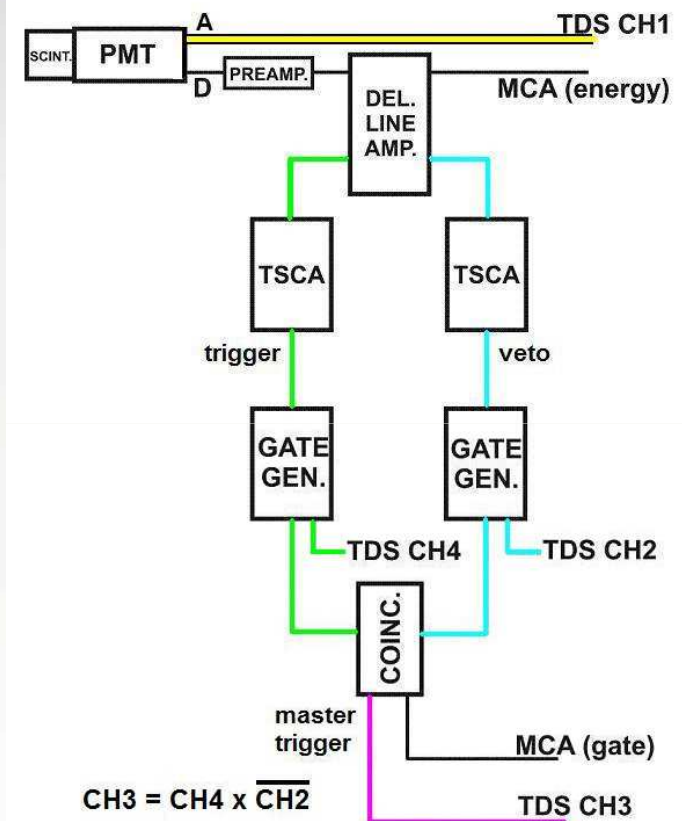 A
TDS CH1
SCINT.
PMT
D
PREAMP.
MCA (energy)
DEL.
LINE
AMP.
TSCA
TSCA
trigger
veto
GATE
GEN.
GATE
GEN.
TDS CH4
TDS CH2
COINC.
master
trigger
MCA (gate)
CH3 = CH4 x C̅H̅2̅
TDS CH3